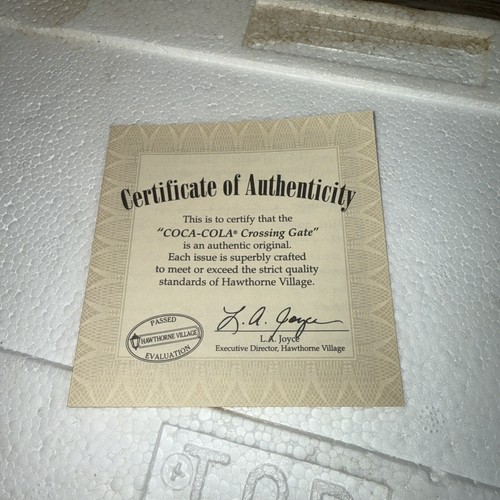 Certificate of Authenticity
This is to certify that the
“COCA-COLA® Crossing Gate”
is an authentic original.
Each issue is superbly crafted
to meet or exceed the strict quality
standards of Hawthorne Village.
PASSED
HAWTHORNE VILLAGE
EVALUATION
L. A. Joyce
L.A. Joyce
Executive Director, Hawthorne Village
TOP